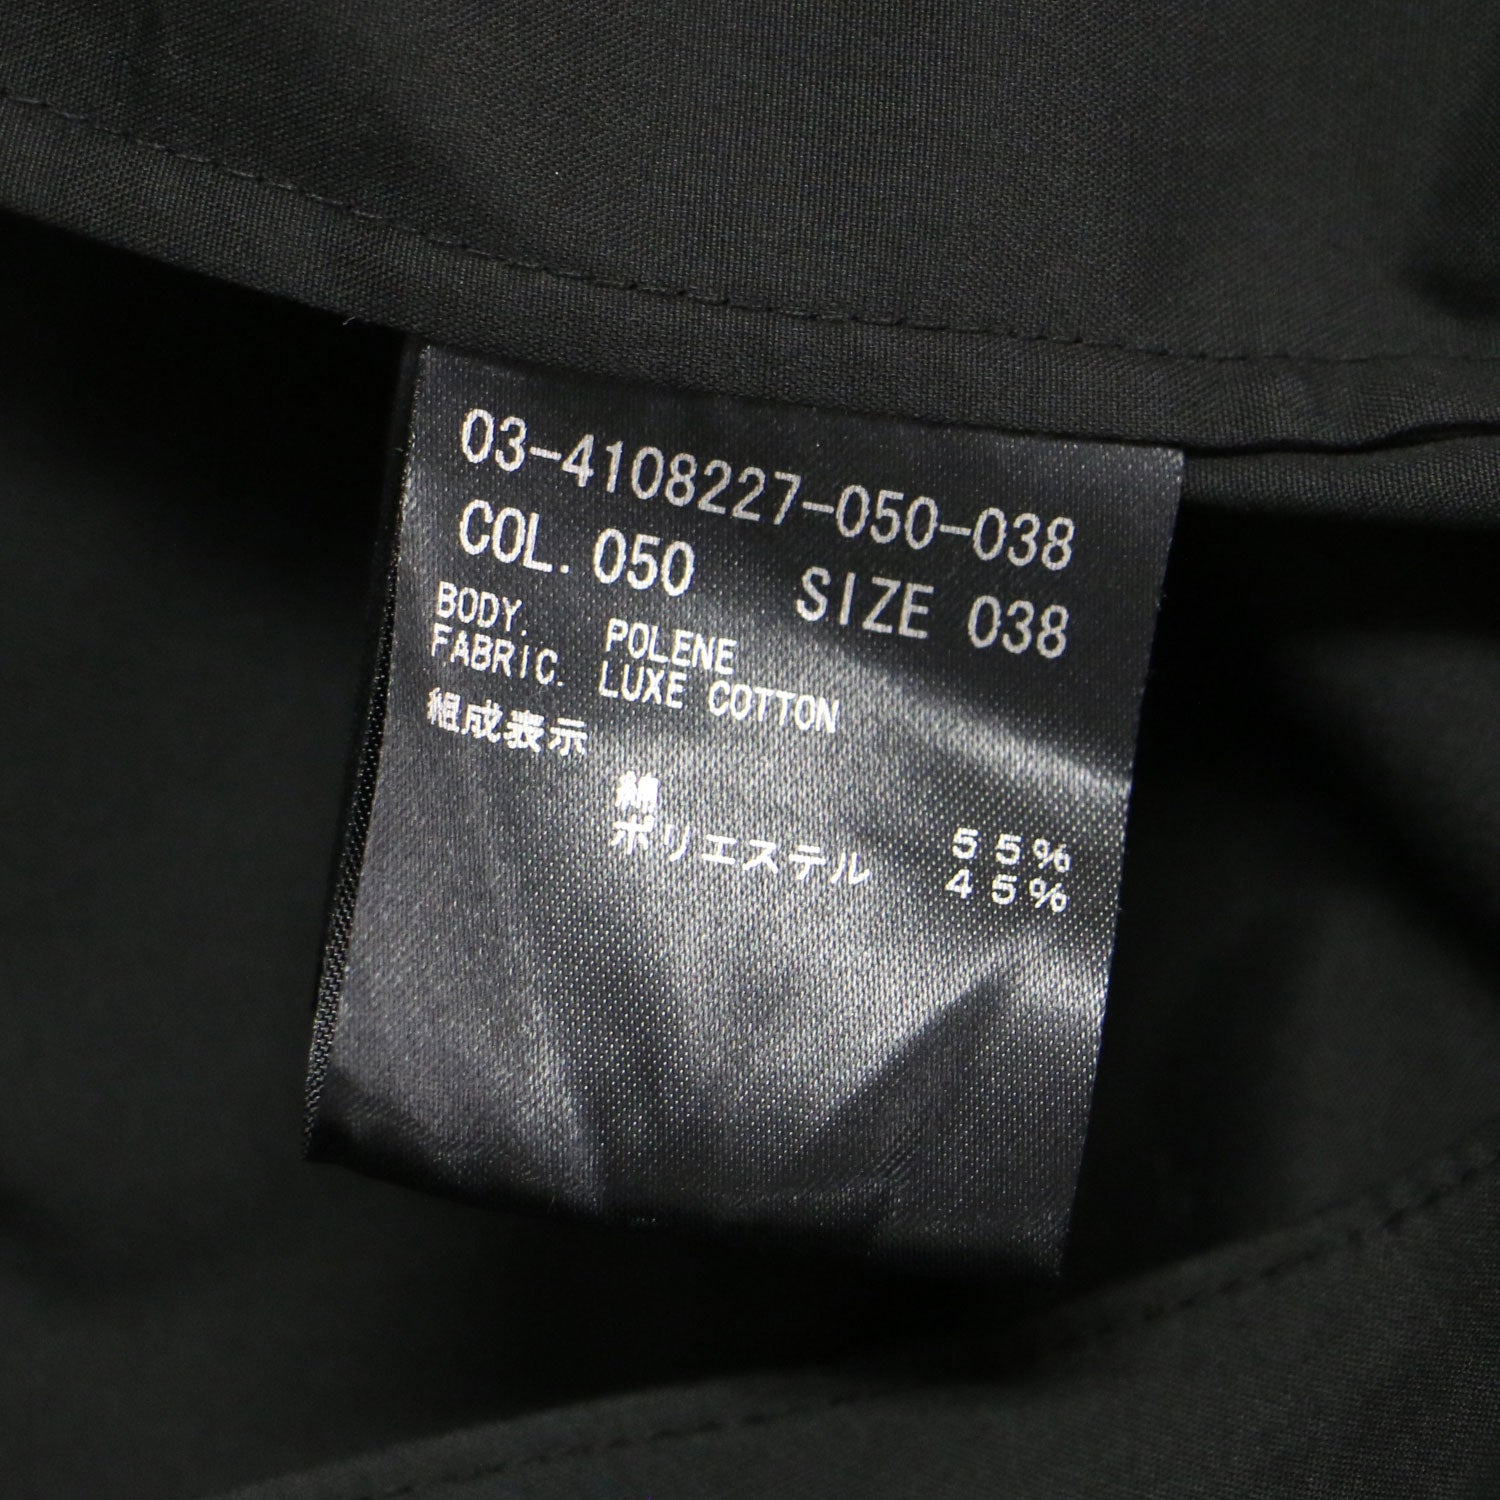 03-4108227-050-038
COL. 050 SIZE 038
BODY. POLENE
FABRIC. LUXE COTTON
組成表示
綿 55%
ポリエステル 45%